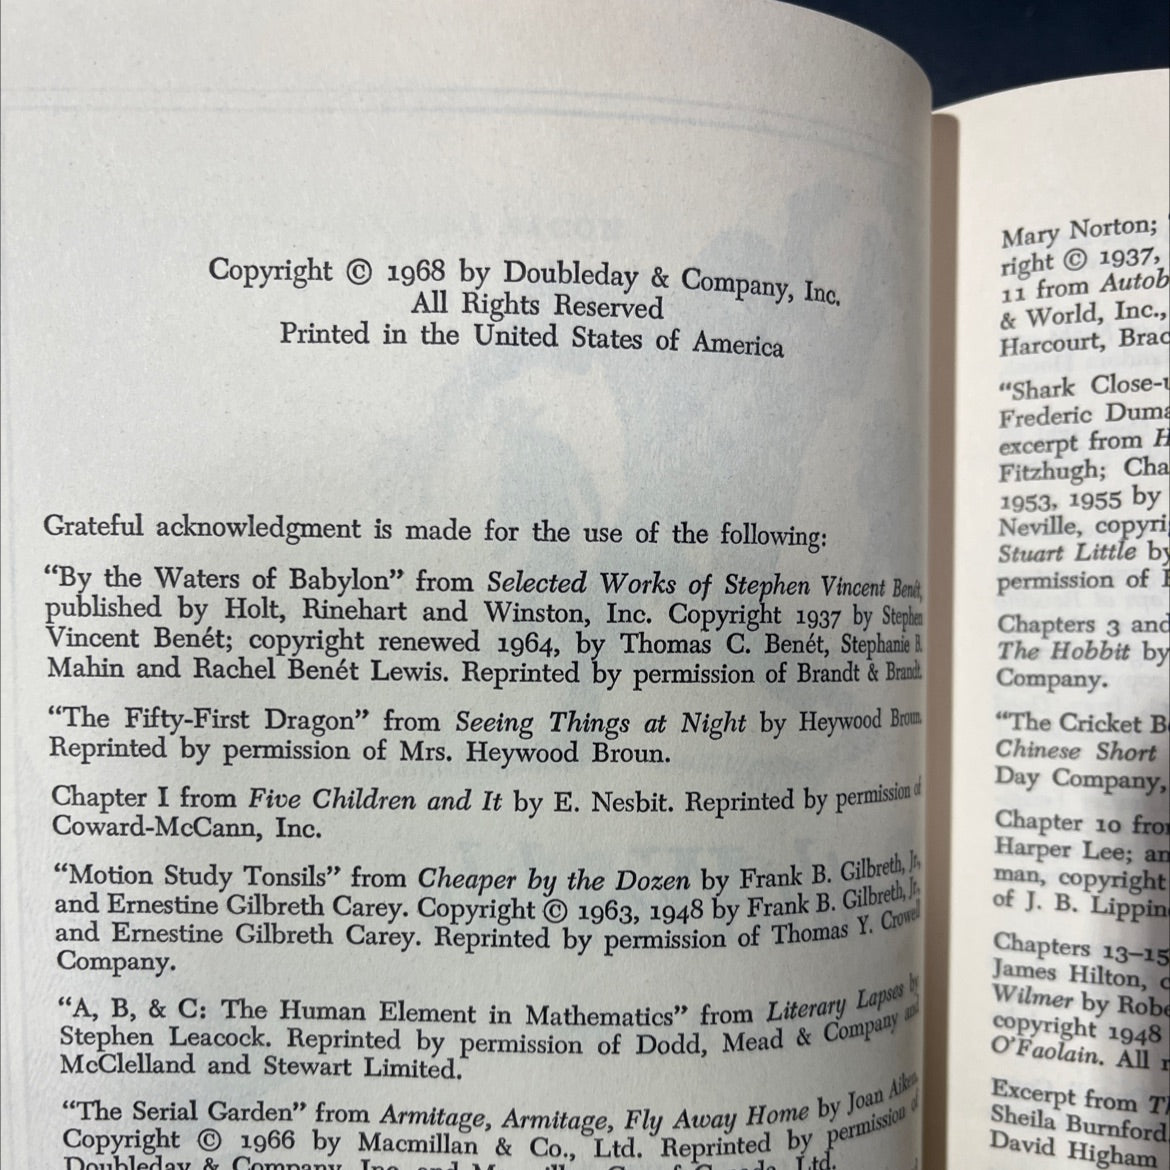 Copyright © 1968 by Doubleday & Company, Inc.
All Rights Reserved
Printed in the United States of America
Grateful acknowledgment is made for the use of the following:
"By the Waters of Babylon" from Selected Works of Stephen Vincent Benét,
published by Holt, Rinehart and Winston, Inc. Copyright 1937 by Stephen
Vincent Benét; copyright renewed 1964, by Thomas C. Benét, Stephanie B.
Mahin and Rachel Benét Lewis. Reprinted by permission of Brandt & Brandt.
"The Fifty-First Dragon" from Seeing Things at Night by Heywood Broun.
Reprinted by permission of Mrs. Heywood Broun.
Chapter I from Five Children and It by E. Nesbit. Reprinted by permission of
Coward-McCann, Inc.
"Motion Study Tonsils" from Cheaper by the Dozen by Frank B. Gilbreth, Jr.,
and Ernestine Gilbreth Carey. Copyright © 1963, 1948 by Frank B. Gilbreth, Jr.,
and Ernestine Gilbreth Carey. Reprinted by permission of Thomas Y. Crowell
Company.
"A, B, & C: The Human Element in Mathematics" from Literary Lapses by
Stephen Leacock. Reprinted by permission of Dodd, Mead & Company and
McClelland and Stewart Limited.
"The Serial Garden" from Armitage, Armitage, Fly Away Home by Joan Aiken.
Copyright © 1966 by Macmillan & Co., Ltd. Reprinted by permission of
Doubleday & Company, Inc. and Ltd.
Mary Norton;
right © 1937,
11 from Autob
& World, Inc.,
Harcourt, Brac
"Shark Close-u
Frederic Duma
excerpt from H
Fitzhugh; Cha
1953, 1955 by
Neville, copyri
Stuart Little by
permission of
Chapters 3 and
The Hobbit by
Company.
"The Cricket B
Chinese Short
Day Company,
Chapter 10 from
Harper Lee; an
man, copyright
of J. B. Lippin
Chapters 13–15
James Hilton, c
Wilmer by Robe
copyright 1948
O'Faolain. All r
Excerpt from T
Sheila Burnford
David Higham